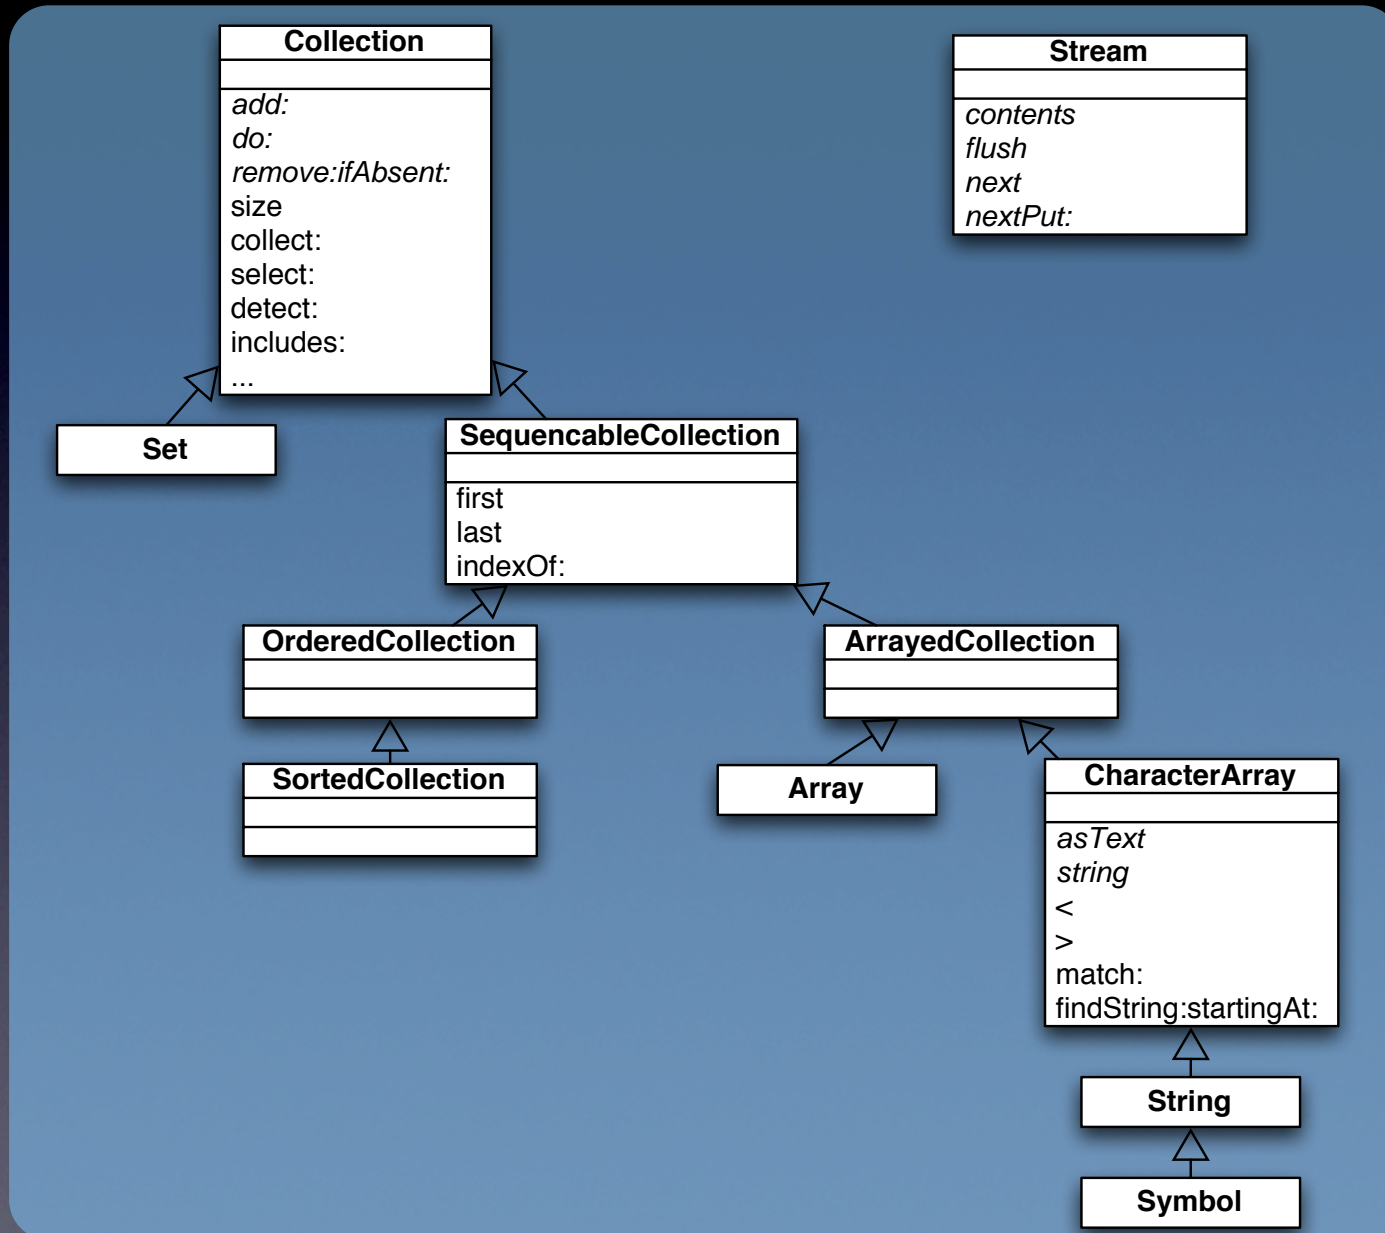 Collection
add:
do:
remove:ifAbsent:
size
collect:
select:
detect:
includes:
...
Stream
contents
flush
next
nextPut:
Set
SequencableCollection
first
last
indexOf:
OrderedCollection
ArrayedCollection
SortedCollection
Array
CharacterArray
asText
string
<
>
match:
findString:startingAt:
String
Symbol